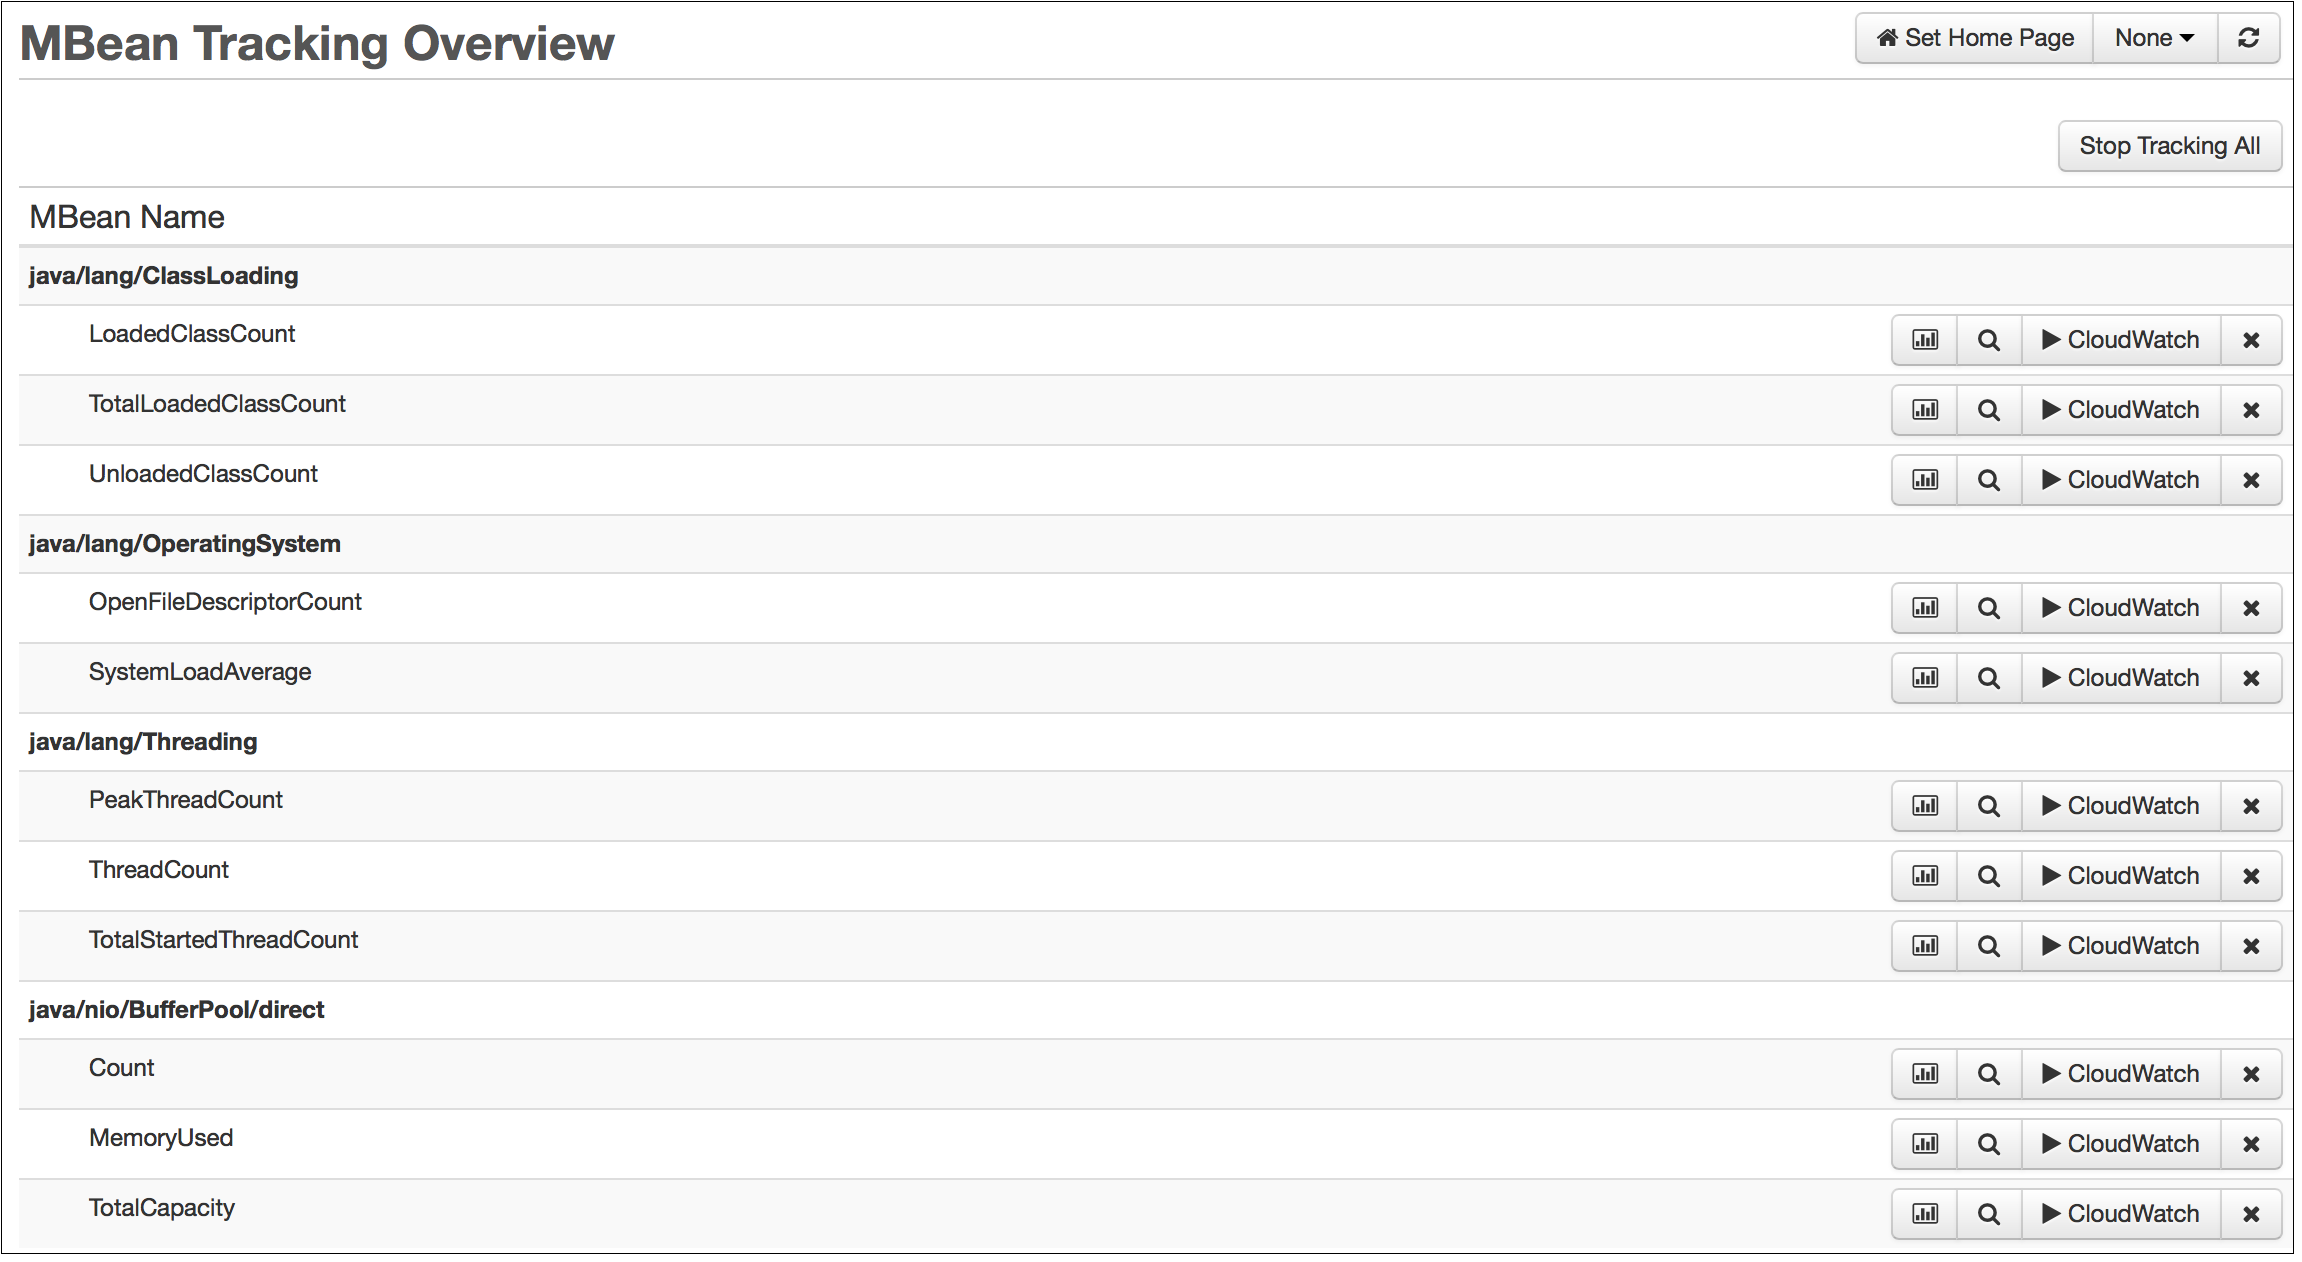 MBean Tracking Overview
Set Home Page None
Stop Tracking All
MBean Name
java/lang/ClassLoading
LoadedClassCount CloudWatch
TotalLoadedClassCount CloudWatch
UnloadedClassCount CloudWatch
java/lang/OperatingSystem
OpenFileDescriptorCount CloudWatch
SystemLoadAverage CloudWatch
java/lang/Threading
PeakThreadCount CloudWatch
ThreadCount CloudWatch
TotalStartedThreadCount CloudWatch
java/nio/BufferPool/direct
Count CloudWatch
MemoryUsed CloudWatch
TotalCapacity CloudWatch